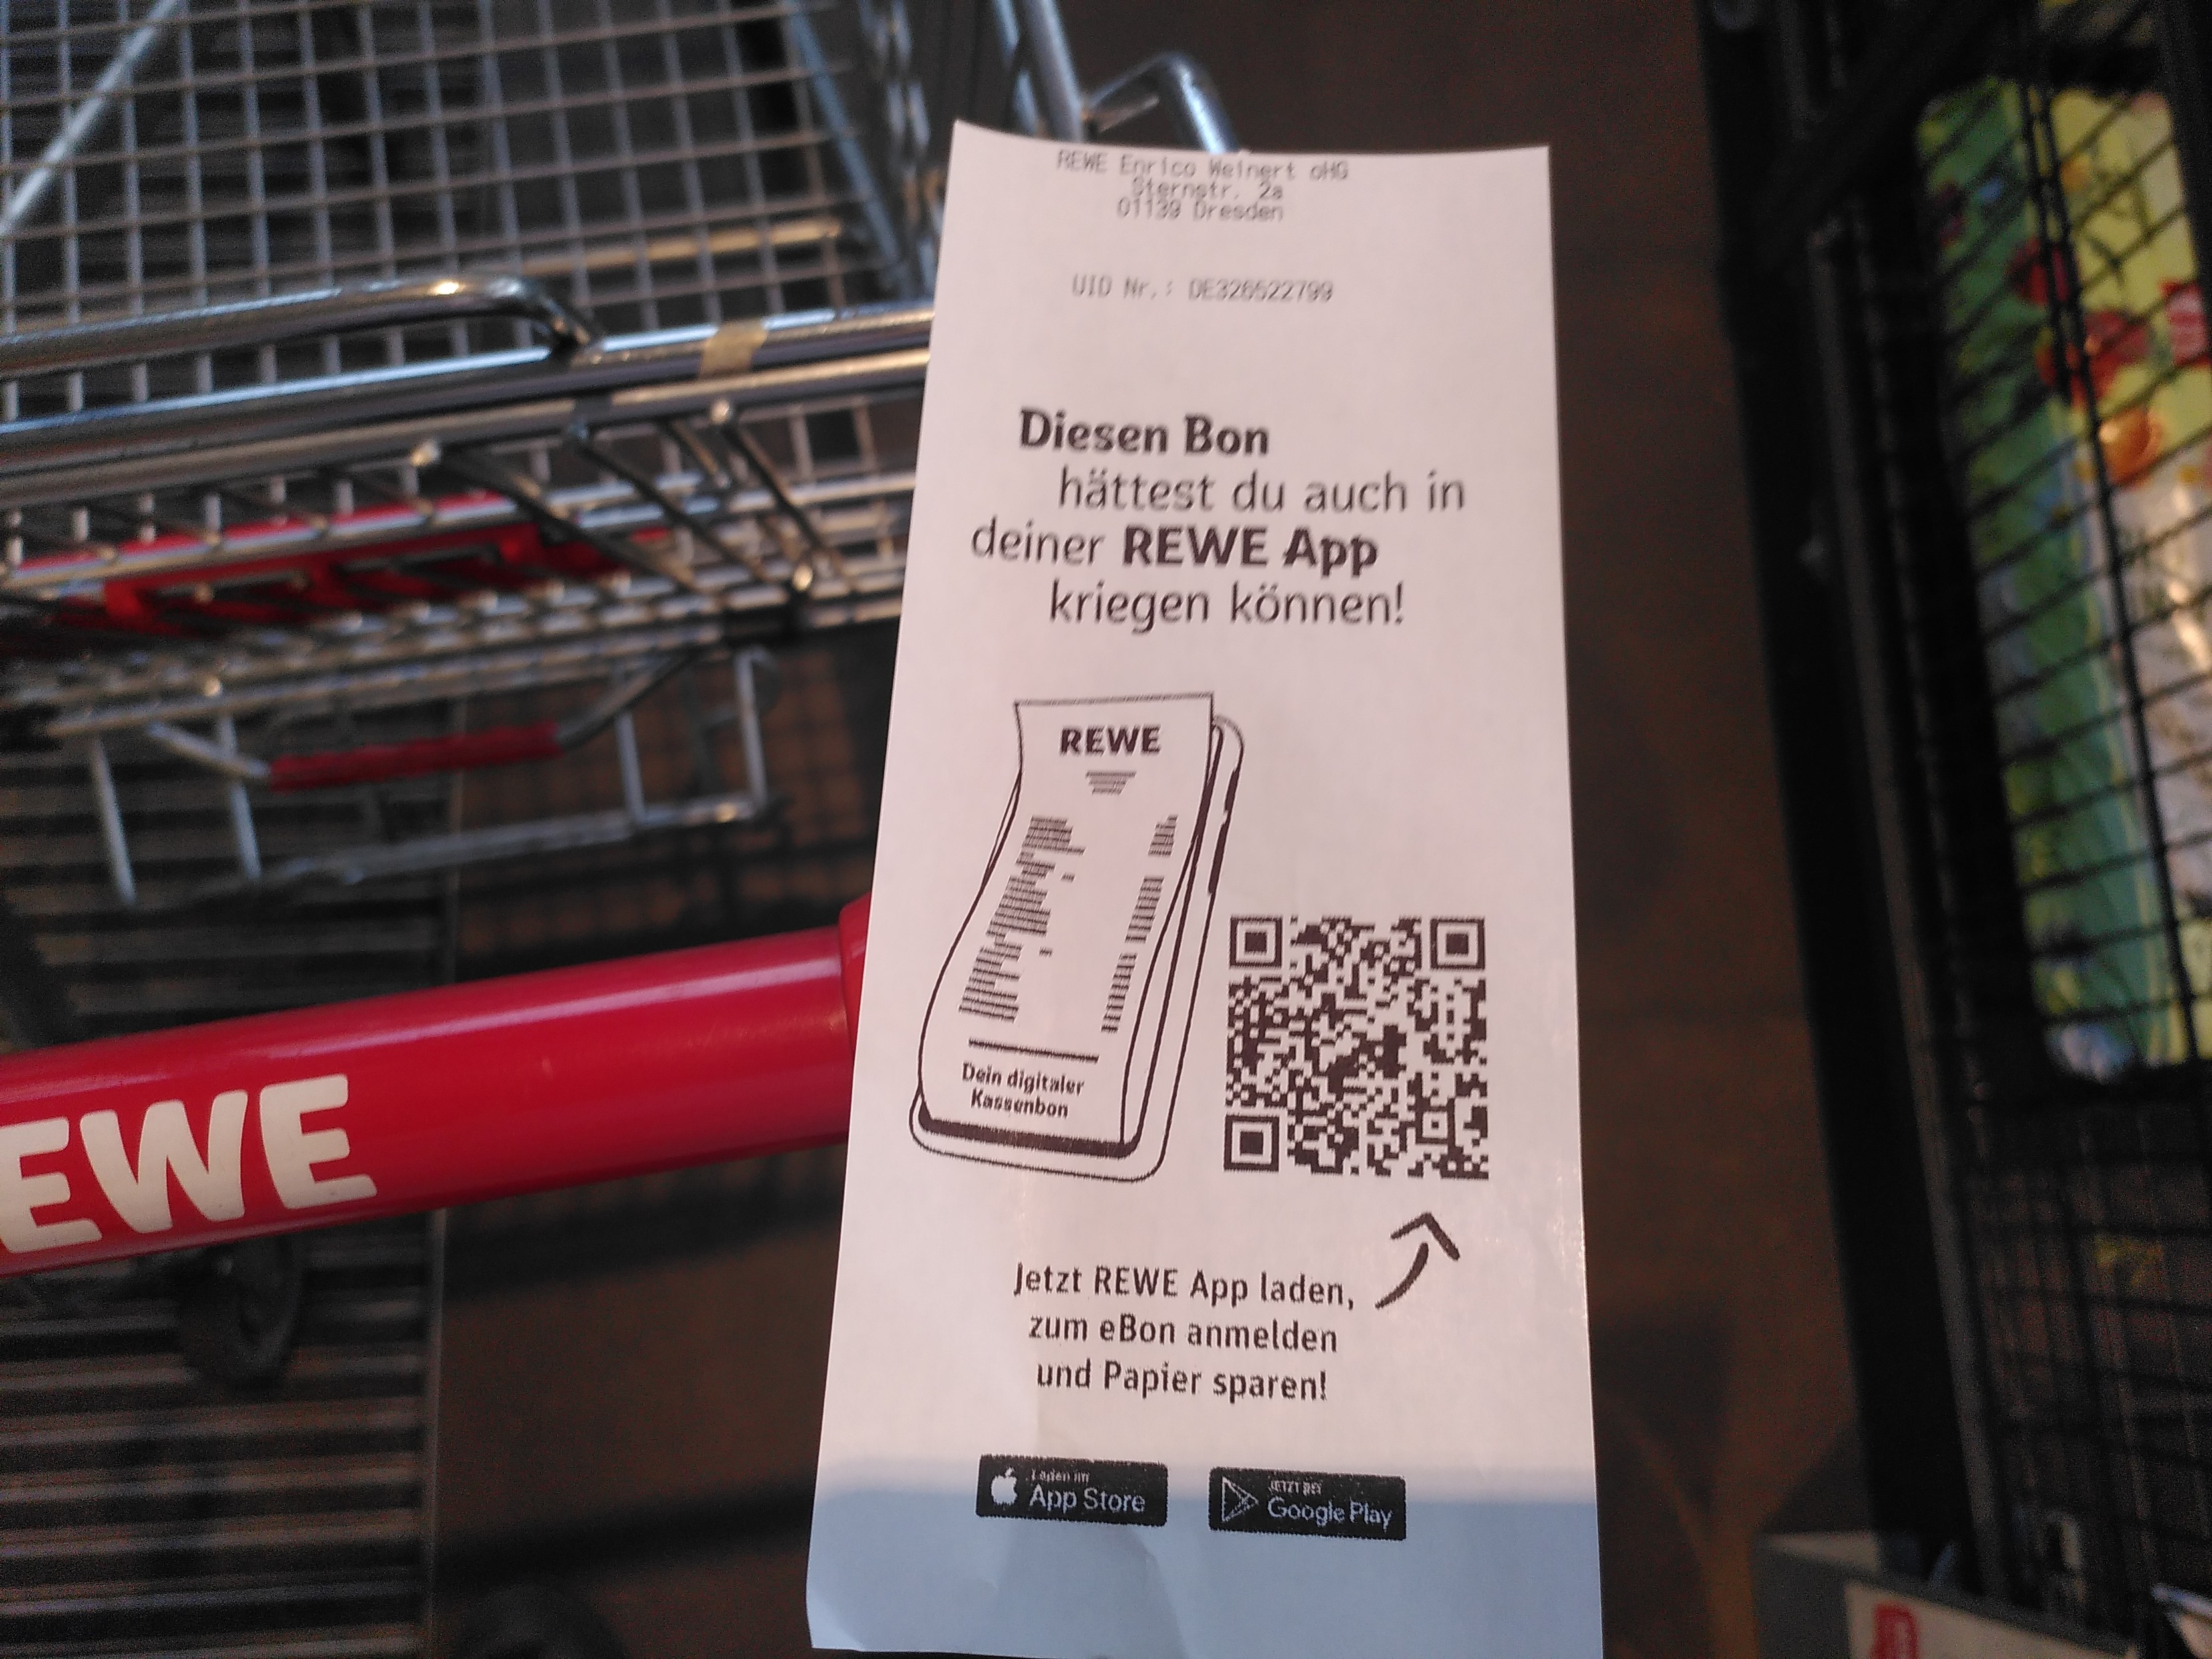 REWE Enrico Weinert oHG
Sternstr. 2a
01139 Dresden
UID Nr.: DE326522799
Diesen Bon
hättest du auch in
deiner REWE App
kriegen können!
REWE
Dein digitaler
Kassenbon
Jetzt REWE App laden,
zum eBon anmelden
und Papier sparen!
Laden im
App Store
JETZT BEI
Google Play
EWE